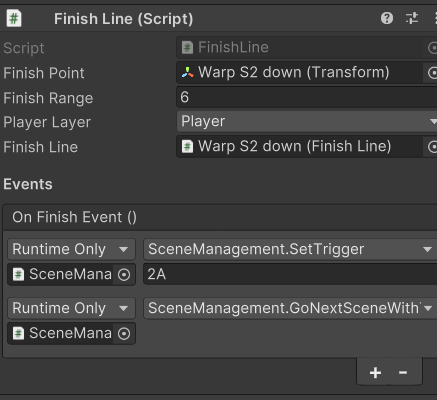 Finish Line (Script)
Script FinishLine
Finish Point Warp S2 down (Transform)
Finish Range 6
Player Layer Player
Finish Line Warp S2 down (Finish Line)
Events
On Finish Event ()
Runtime Only SceneManagement.SetTrigger
SceneMana 2A
Runtime Only SceneManagement.GoNextSceneWith
SceneMana
+ -